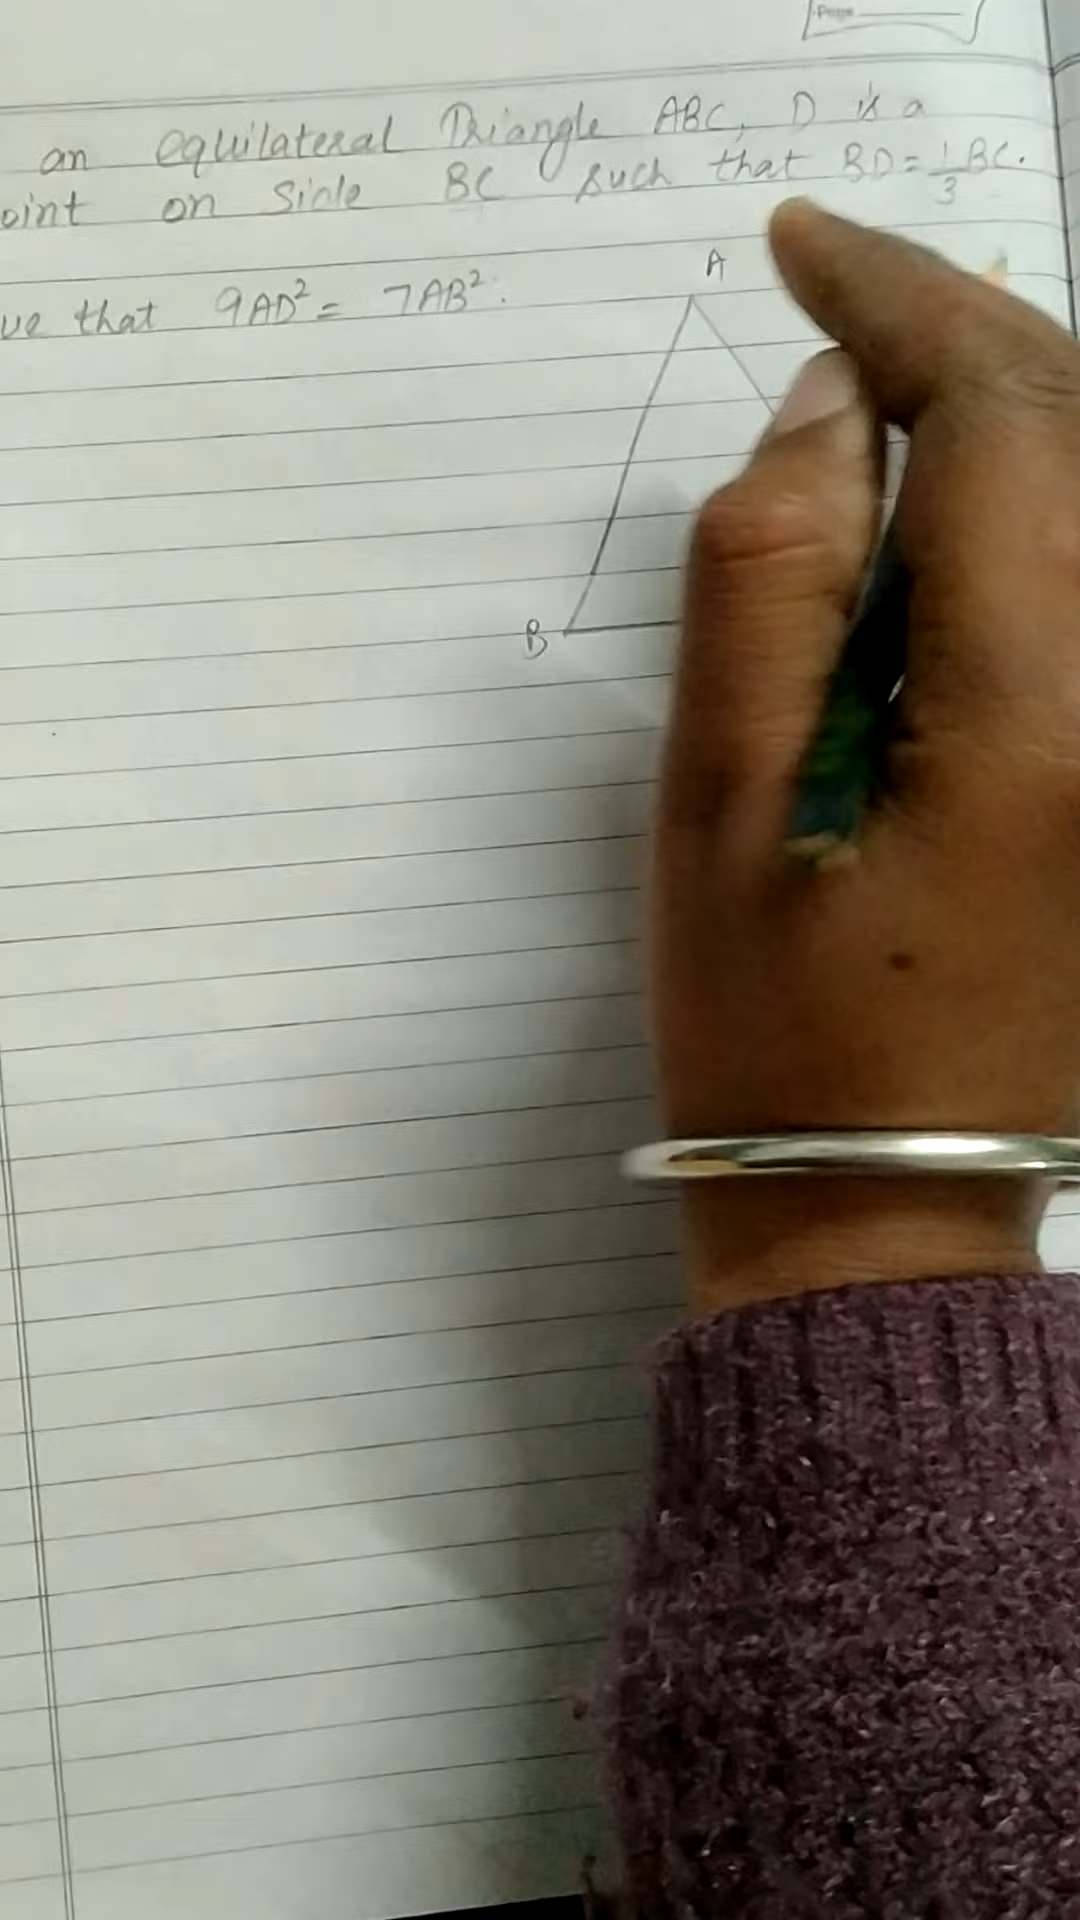 Page
an equilateral Triangle ABC, D is a
oint on Side BC such that BD = 1/3 BC.
ue that 9AD² = 7AB².
A
B